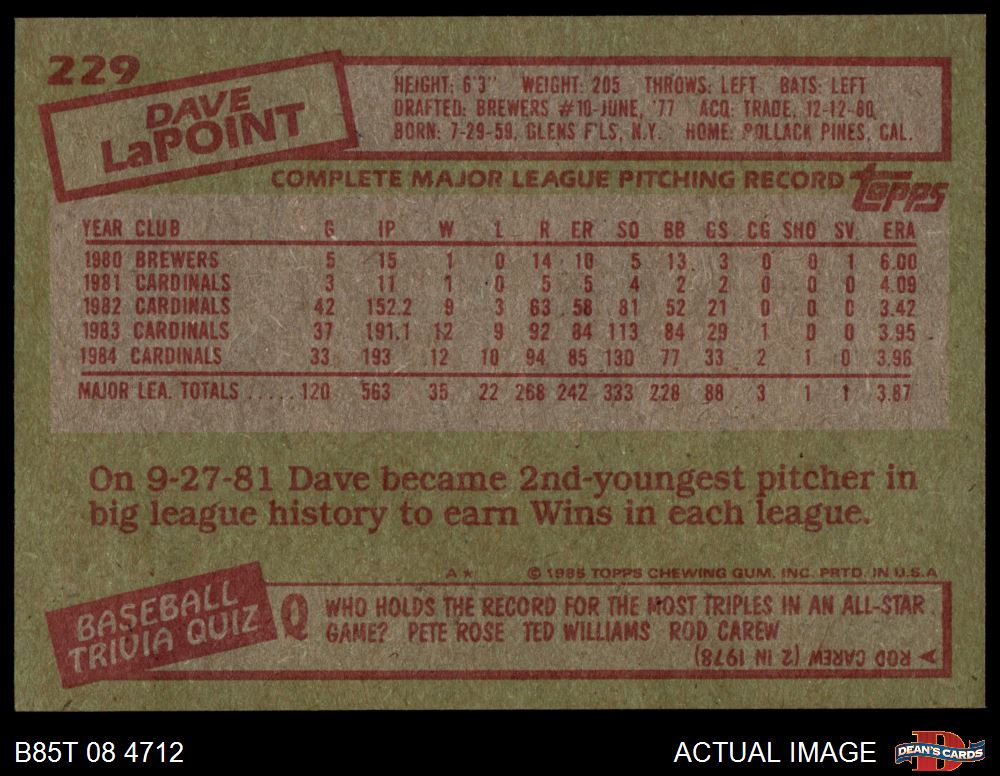 229
DAVE
LaPOINT
HEIGHT: 6'3" WEIGHT: 205 THROWS: LEFT BATS: LEFT
DRAFTED: BREWERS #10-JUNE, '77 ACQ: TRADE, 12-12-80
BORN: 7-29-59, GLENS F'LS, N.Y. HOME: POLLACK PINES, CAL.
COMPLETE MAJOR LEAGUE PITCHING RECORD topps
YEAR CLUB G IP W L R ER SO BB GS CG SHO SV ERA
1980 BREWERS 5 15 1 0 14 10 5 13 3 0 0 1 6.00
1981 CARDINALS 3 11 1 0 5 5 4 2 2 0 0 0 4.09
1982 CARDINALS 42 152.2 9 3 63 58 81 52 21 0 0 0 3.42
1983 CARDINALS 37 191.1 12 9 92 84 113 84 29 1 0 0 3.95
1984 CARDINALS 33 193 12 10 94 85 130 77 33 2 1 0 3.96
MAJOR LEA. TOTALS ..... 120 563 35 22 268 242 333 228 88 3 1 1 3.87
On 9-27-81 Dave became 2nd-youngest pitcher in
big league history to earn Wins in each league.
A★ © 1985 TOPPS CHEWING GUM, INC. PRTD. IN U.S.A
BASEBALL
TRIVIA QUIZ
Q WHO HOLDS THE RECORD FOR THE MOST TRIPLES IN AN ALL-STAR
GAME? PETE ROSE TED WILLIAMS ROD CAREW
ROD CAREW (2 IN 1978)
B85T 08 4712
ACTUAL IMAGE
D
DEAN'S CARDS